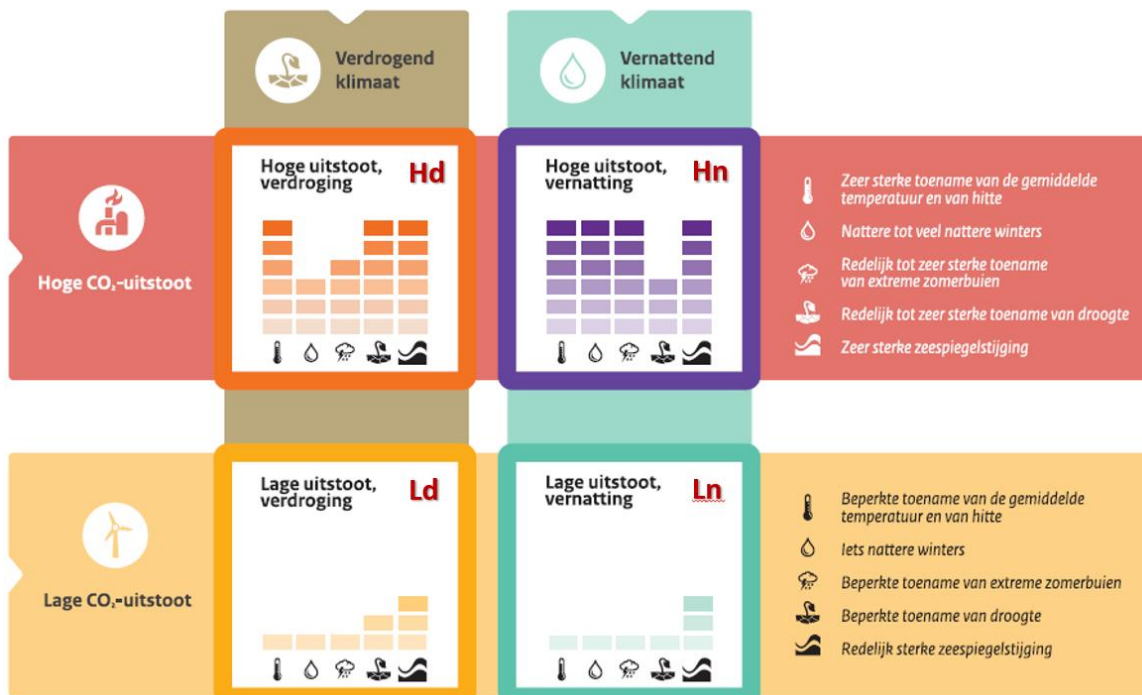 Verdrogend
klimaat
Vernattend
klimaat
Hoge CO₂-uitstoot
Hoge uitstoot,
verdroging
Hd
Hoge uitstoot,
vernatting
Hn
Zeer sterke toename van de gemiddelde
temperatuur en van hitte
Nattere tot veel nattere winters
Redelijk tot zeer sterke toename
van extreme zomerbuien
Redelijk tot zeer sterke toename van droogte
Zeer sterke zeespiegelstijging
Lage CO₂-uitstoot
Lage uitstoot,
verdroging
Ld
Lage uitstoot,
vernatting
Ln
Beperkte toename van de gemiddelde
temperatuur en van hitte
Iets nattere winters
Beperkte toename van extreme zomerbuien
Beperkte toename van droogte
Redelijk sterke zeespiegelstijging